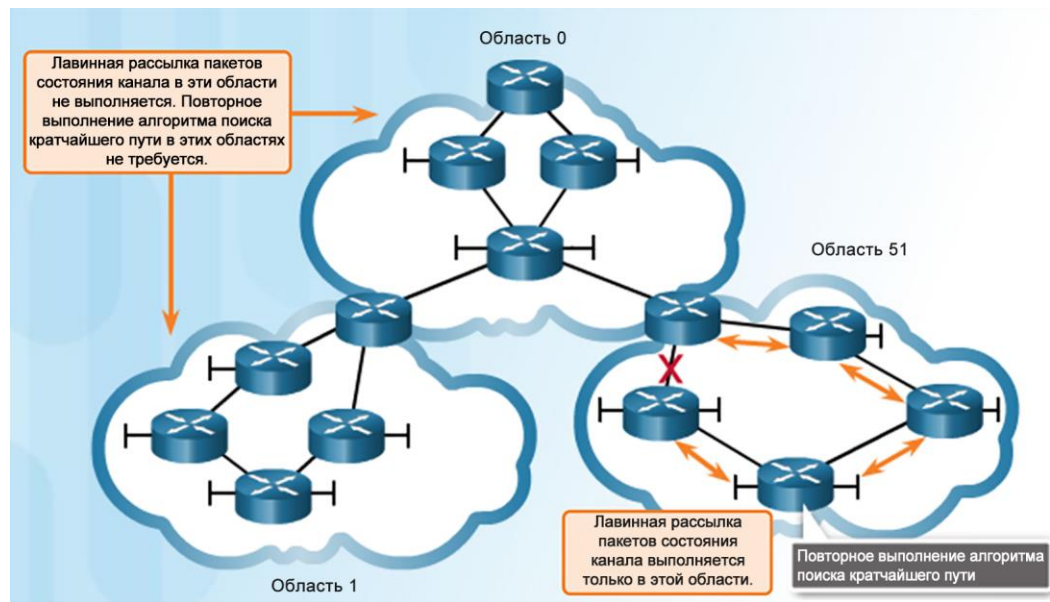 Область 0
Лавинная рассылка пакетов
состояния канала в эти области
не выполняется. Повторное
выполнение алгоритма поиска
кратчайшего пути в этих областях
не требуется.
Область 51
X
Лавинная рассылка
пакетов состояния
канала выполняется
только в этой области.
Повторное выполнение алгоритма
поиска кратчайшего пути
Область 1